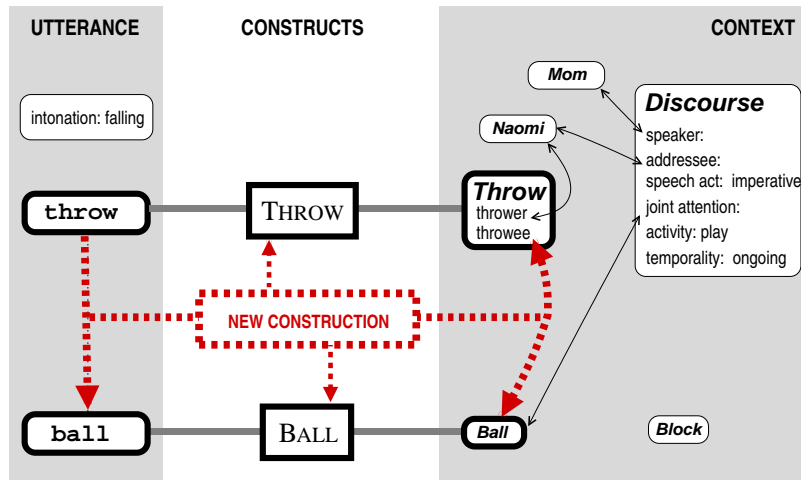 UTTERANCE
CONSTRUCTS
CONTEXT
Mom
intonation: falling
Naomi
Discourse
speaker:
addressee:
speech act: imperative
joint attention:
activity: play
temporality: ongoing
throw
THROW
Throw
thrower
throwee
NEW CONSTRUCTION
ball
BALL
Ball
Block